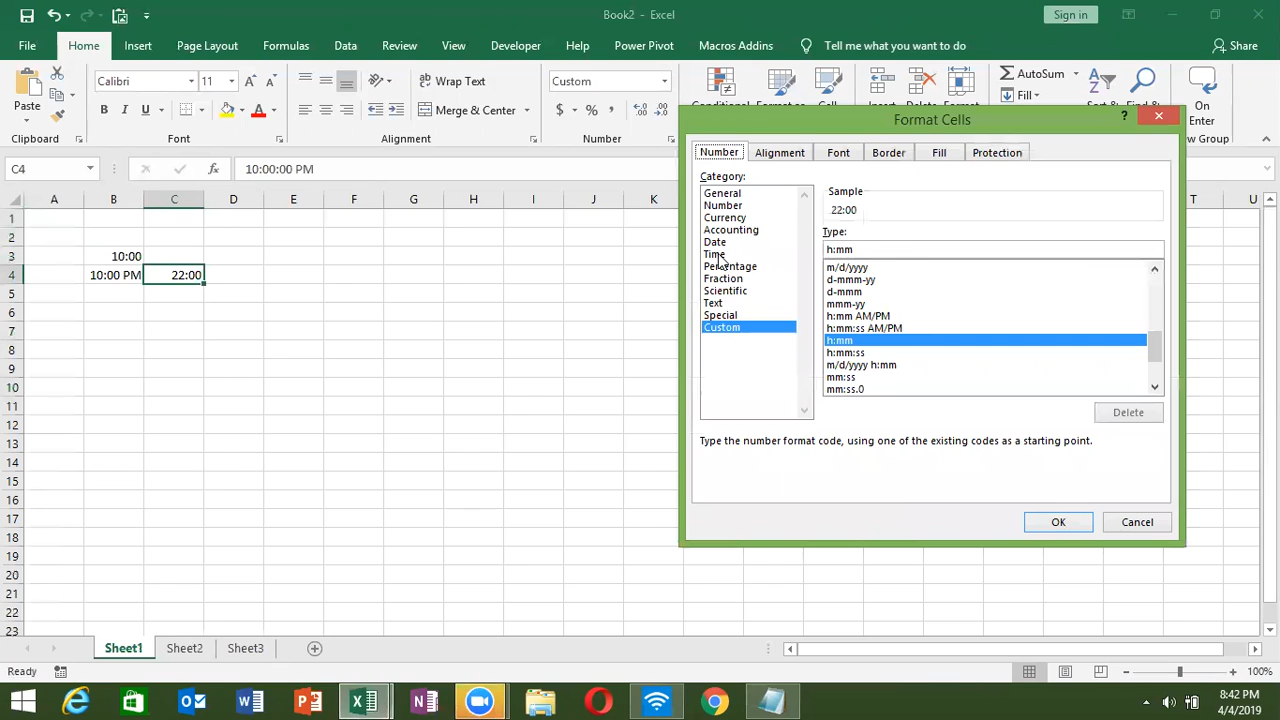 Book2 - Excel
Sign in
File Home Insert Page Layout Formulas Data Review View Developer Help Power Pivot Macros Addins Tell me what you want to do Share
Paste
Calibri 11
B I U
Wrap Text
Merge & Center
Custom
$ % ,
Insert Delete Format
AutoSum
Fill
On
Enter
Clipboard Font Alignment Number
C4 fx 10:00:00 PM
A B C D E F G H I J K T U
1
2
3 10:00
4 10:00 PM 22:00
5
6
7
8
9
10
11
12
13
14
15
16
17
18
19
20
21
22
23
Format Cells
Number Alignment Font Border Fill Protection
Category:
General
Number
Currency
Accounting
Date
Time
Percentage
Fraction
Scientific
Text
Special
Custom
Sample
22:00
Type:
h:mm
m/d/yyyy
d-mmm-yy
d-mmm
mmm-yy
h:mm AM/PM
h:mm:ss AM/PM
h:mm
h:mm:ss
m/d/yyyy h:mm
mm:ss
mm:ss.0
Delete
Type the number format code, using one of the existing codes as a starting point.
OK Cancel
Sheet1 Sheet2 Sheet3
Ready
100%
8:42 PM
4/4/2019